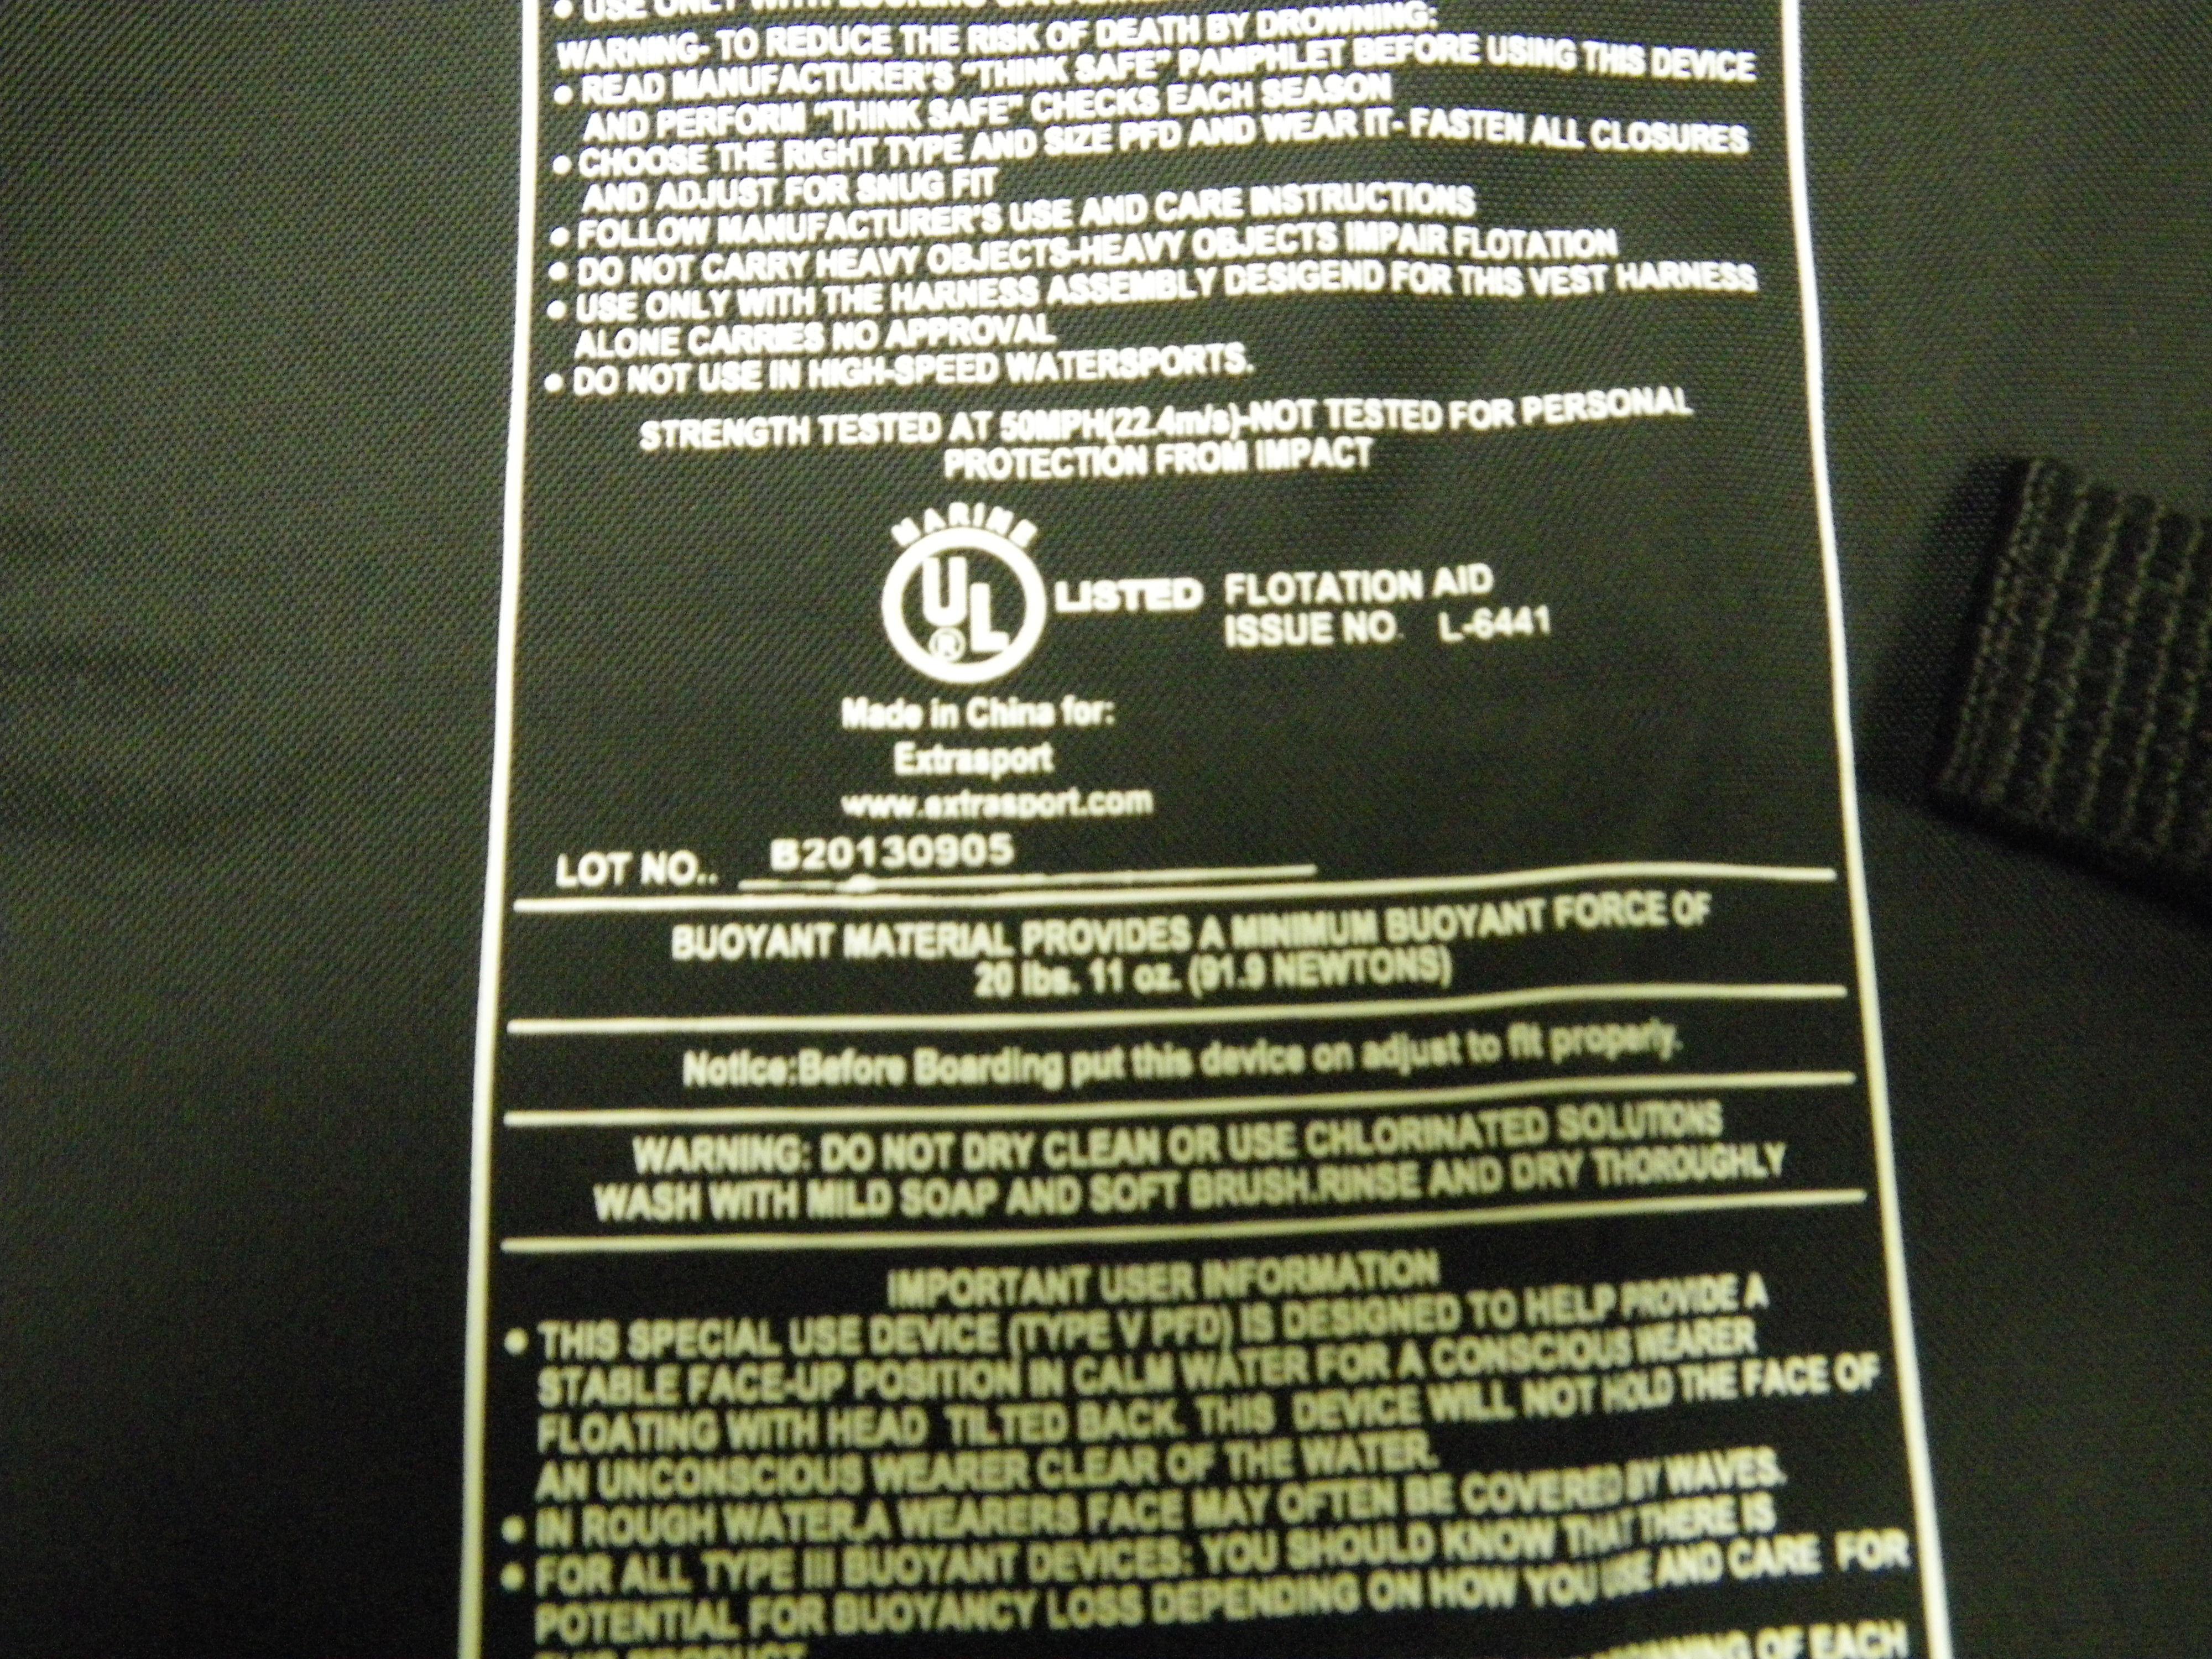 • USE ONLY WITH
WARNING- TO REDUCE THE RISK OF DEATH BY DROWNING:
• READ MANUFACTURER'S "THINK SAFE" PAMPHLET BEFORE USING THIS DEVICE
AND PERFORM "THINK SAFE" CHECKS EACH SEASON
• CHOOSE THE RIGHT TYPE AND SIZE PFD AND WEAR IT- FASTEN ALL CLOSURES
AND ADJUST FOR SNUG FIT
• FOLLOW MANUFACTURER'S USE AND CARE INSTRUCTIONS
• DO NOT CARRY HEAVY OBJECTS-HEAVY OBJECTS IMPAIR FLOTATION
• USE ONLY WITH THE HARNESS ASSEMBLY DESIGEND FOR THIS VEST HARNESS
ALONE CARRIES NO APPROVAL
• DO NOT USE IN HIGH-SPEED WATERSPORTS.
STRENGTH TESTED AT 50MPH(22.4m/s)-NOT TESTED FOR PERSONAL
PROTECTION FROM IMPACT
MARINE
UL ® LISTED FLOTATION AID
ISSUE NO. L-6441
Made in China for:
Extrasport
www.extrasport.com
LOT NO.. B20130905
BUOYANT MATERIAL PROVIDES A MINIMUM BUOYANT FORCE OF
20 lbs. 11 oz. (91.9 NEWTONS)
Notice:Before Boarding put this device on adjust to fit properly.
WARNING: DO NOT DRY CLEAN OR USE CHLORINATED SOLUTIONS
WASH WITH MILD SOAP AND SOFT BRUSH.RINSE AND DRY THOROUGHLY
IMPORTANT USER INFORMATION
• THIS SPECIAL USE DEVICE (TYPE V PFD) IS DESIGNED TO HELP PROVIDE A
STABLE FACE-UP POSITION IN CALM WATER FOR A CONSCIOUS WEARER
FLOATING WITH HEAD TILTED BACK. THIS DEVICE WILL NOT HOLD THE FACE OF
AN UNCONSCIOUS WEARER CLEAR OF THE WATER.
• IN ROUGH WATER,A WEARERS FACE MAY OFTEN BE COVERED BY WAVES.
• FOR ALL TYPE III BUOYANT DEVICES: YOU SHOULD KNOW THAT THERE IS
POTENTIAL FOR BUOYANCY LOSS DEPENDING ON HOW YOU USE AND CARE FOR
THIS PRODUCT
OF EACH